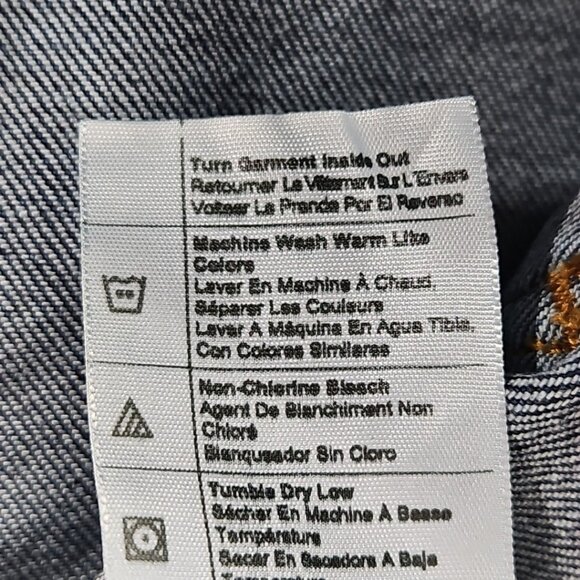 Turn Garment Inside Out
Retourner Le Vêtement Sur L'Envers
Voltear La Prenda Por El Reverso
Machine Wash Warm Like
Colors
Laver En Machine À Chaud,
Séparer Les Couleurs
Lavar A Máquina En Agua Tibia,
Con Colores Similares
Non-Chlorine Bleach
Agent De Blanchiment Non
Chloré
Blanqueador Sin Cloro
Tumble Dry Low
Sécher En Machine À Basse
Température
Secar En Secadora A Baja